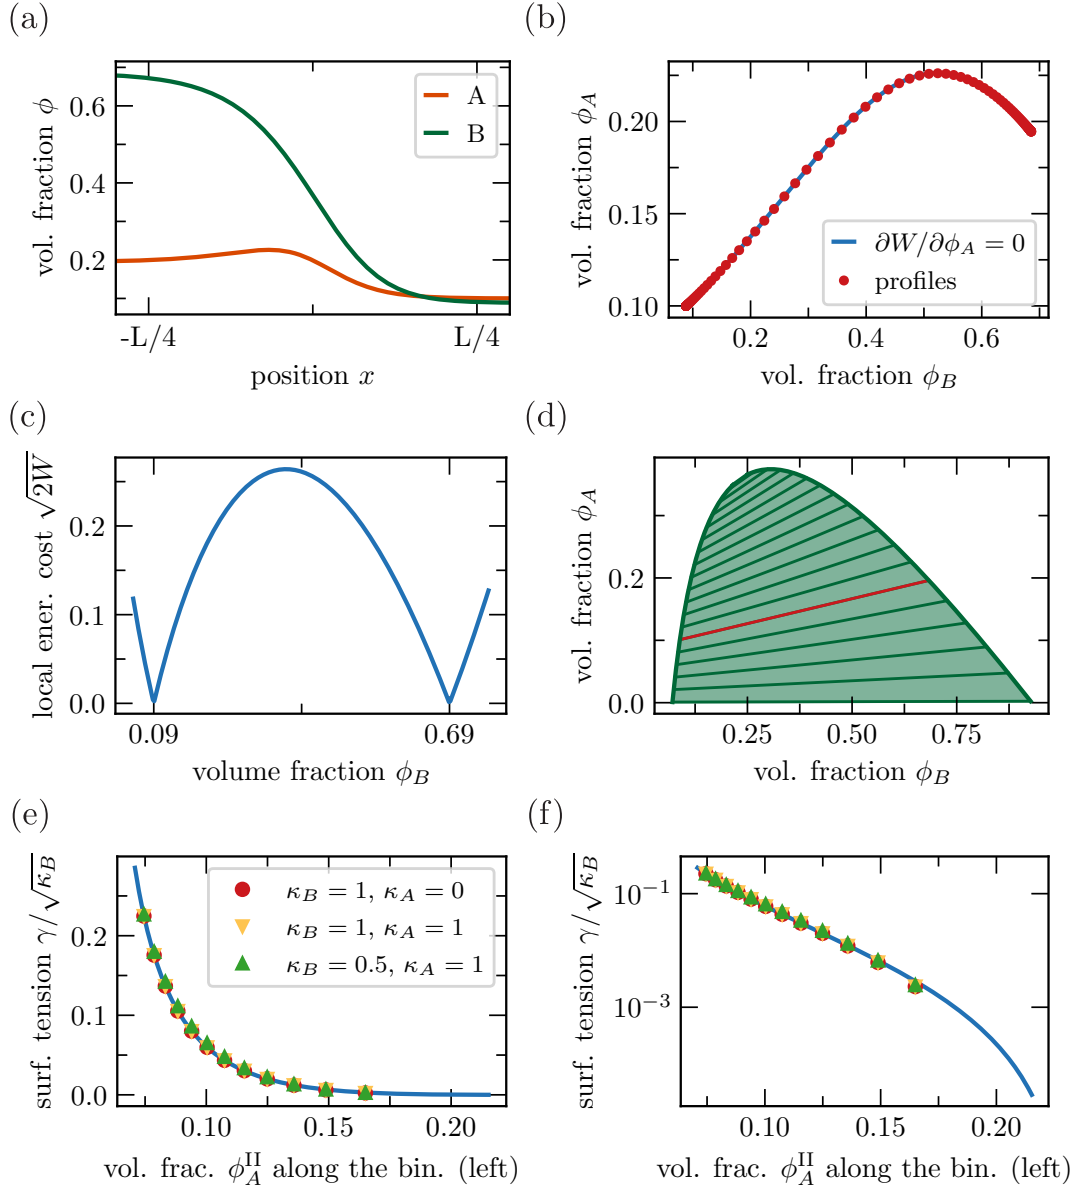 (a)
vol. fraction ϕ
0.6
0.4
0.2
A
B
-L/4
L/4
position x
(b)
vol. fraction ϕ_A
0.20
0.15
0.10
∂W/∂ϕ_A = 0
profiles
0.2
0.4
0.6
vol. fraction ϕ_B
(c)
local ener. cost √2W
0.2
0.1
0.0
0.09
0.69
volume fraction ϕ_B
(d)
vol. fraction ϕ_A
0.2
0.0
0.25
0.50
0.75
vol. fraction ϕ_B
(e)
surf. tension γ/√κ_B
0.2
0.1
0.0
κ_B = 1, κ_A = 0
κ_B = 1, κ_A = 1
κ_B = 0.5, κ_A = 1
0.10
0.15
0.20
vol. frac. ϕ_A^II along the bin. (left)
(f)
surf. tension γ/√κ_B
10^−1
10^−3
0.10
0.15
0.20
vol. frac. ϕ_A^II along the bin. (left)